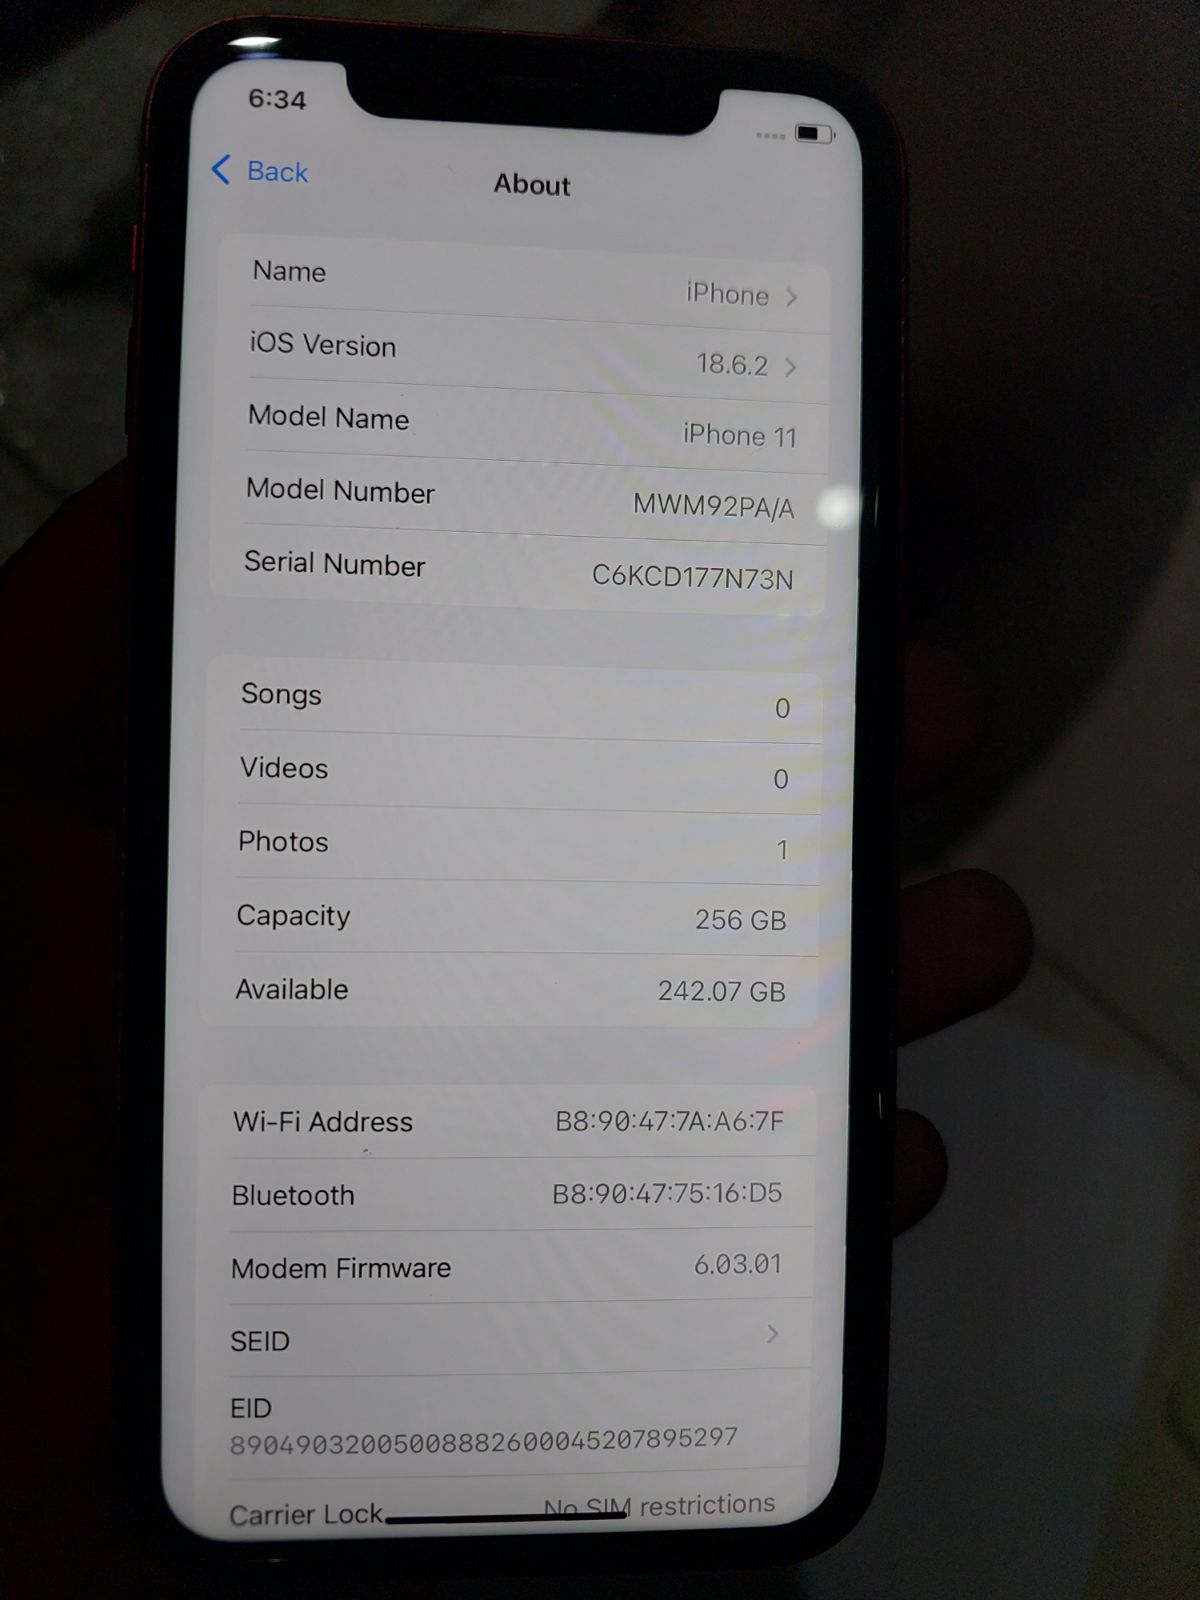 6:34
Back
About
Name
iPhone
iOS Version
18.6.2
Model Name
iPhone 11
Model Number
MWM92PA/A
Serial Number
C6KCD177N73N
Songs
0
Videos
0
Photos
1
Capacity
256 GB
Available
242.07 GB
Wi-Fi Address
B8:90:47:7A:A6:7F
Bluetooth
B8:90:47:75:16:D5
Modem Firmware
6.03.01
SEID
EID
89049032005008882600045207895297
Carrier Lock
No SIM restrictions